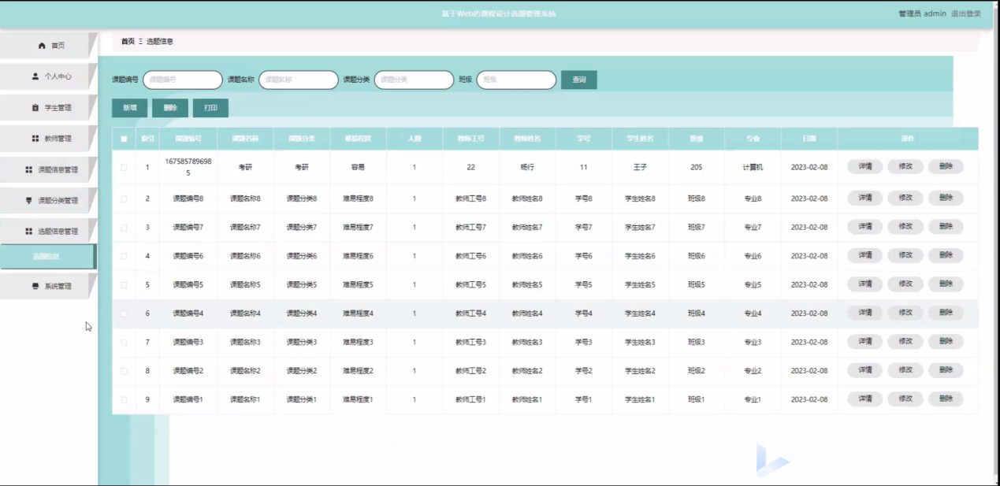 基于Web的课程设计选题管理系统
管理员 admin 退出登录
首页 Ξ 选题信息
首页
个人中心
学生管理
教师管理
课题信息管理
课题分类管理
选题信息管理
选题信息
系统管理
课题编号 课题编号 课题名称 课题名称 课题分类 课题分类 班级 班级 查询
新增 删除 打印
索引 课题编号 课题名称 课题分类 难易程度 人数 教师工号 教师姓名 学号 学生姓名 班级 专业 日期 操作
1 1675857896985 考研 考研 容易 1 22 杨行 11 王子 205 计算机 2023-02-08 详情 修改 删除
2 课题编号8 课题名称8 课题分类8 难易程度8 1 教师工号8 教师姓名8 学号8 学生姓名8 班级8 专业8 2023-02-08 详情 修改 删除
3 课题编号7 课题名称7 课题分类7 难易程度7 1 教师工号7 教师姓名7 学号7 学生姓名7 班级7 专业7 2023-02-08 详情 修改 删除
4 课题编号6 课题名称6 课题分类6 难易程度6 1 教师工号6 教师姓名6 学号6 学生姓名6 班级6 专业6 2023-02-08 详情 修改 删除
5 课题编号5 课题名称5 课题分类5 难易程度5 1 教师工号5 教师姓名5 学号5 学生姓名5 班级5 专业5 2023-02-08 详情 修改 删除
6 课题编号4 课题名称4 课题分类4 难易程度4 1 教师工号4 教师姓名4 学号4 学生姓名4 班级4 专业4 2023-02-08 详情 修改 删除
7 课题编号3 课题名称3 课题分类3 难易程度3 1 教师工号3 教师姓名3 学号3 学生姓名3 班级3 专业3 2023-02-08 详情 修改 删除
8 课题编号2 课题名称2 课题分类2 难易程度2 1 教师工号2 教师姓名2 学号2 学生姓名2 班级2 专业2 2023-02-08 详情 修改 删除
9 课题编号1 课题名称1 课题分类1 难易程度1 1 教师工号1 教师姓名1 学号1 学生姓名1 班级1 专业1 2023-02-08 详情 修改 删除